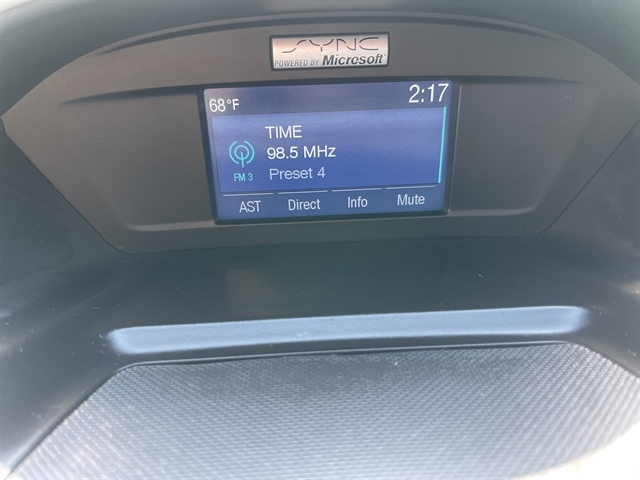 SYNC
POWERED BY Microsoft
68°F 2:17
TIME
98.5 MHz
FM 3 Preset 4
AST Direct Info Mute